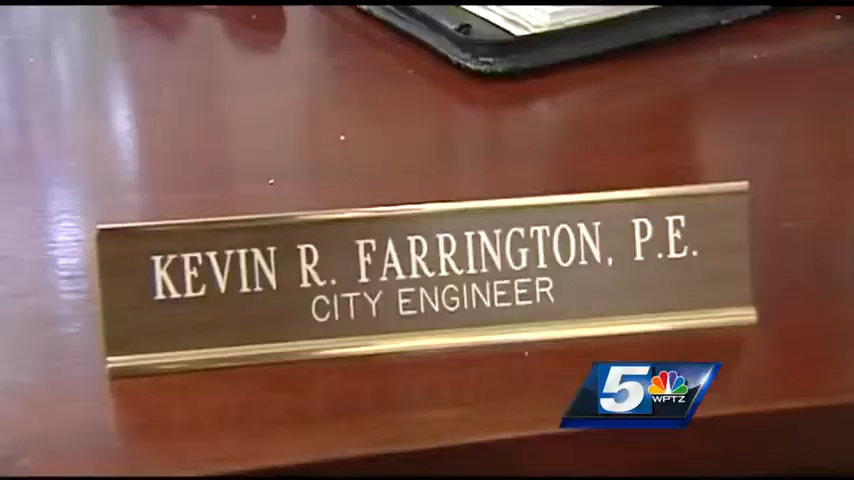 KEVIN R. FARRINGTON, P.E.
CITY ENGINEER
5
WPTZ